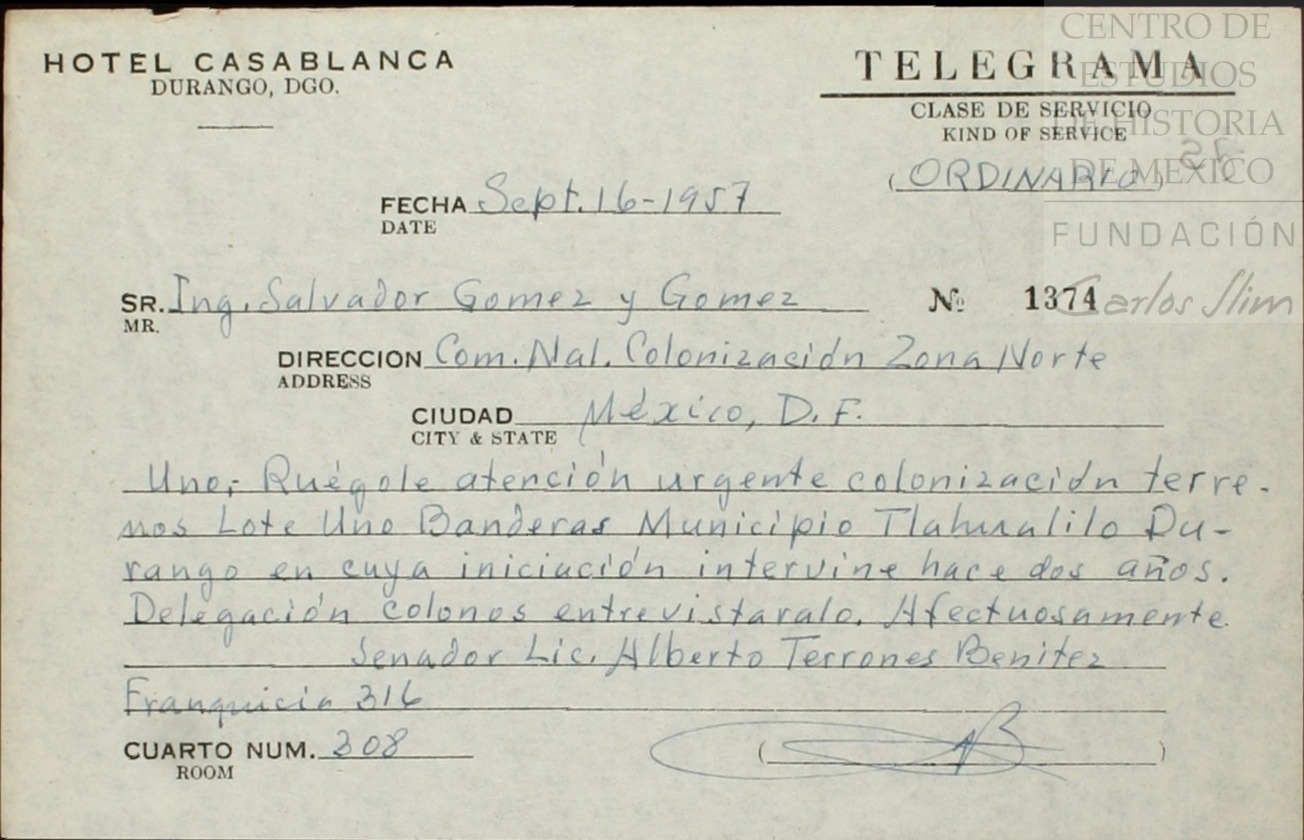 HOTEL CASABLANCA
DURANGO, DGO.
TELEGRAMA
CLASE DE SERVICIO
KIND OF SERVICE
(ORDINARIO)
CENTRO DE
ESTUDIOS
DE HISTORIA
DE MÉXICO
FUNDACIÓN
Carlos Slim
FECHA Sept. 16-1957
DATE
SR. Ing. Salvador Gomez y Gomez Nº 1374
MR.
DIRECCION Com. Nal. Colonización Zona Norte
ADDRESS
CIUDAD México, D.F.
CITY & STATE
Uno,- Ruégole atención urgente colonización terre-
nos Lote Uno Banderas Municipio Tlahualilo Du-
rango en cuya iniciación intervine hace dos años.
Delegación colonos entrevistaralo. Afectuosamente
Senador Lic. Alberto Terrones Benitez
Franquicia 316
CUARTO NUM. 308 ( )
ROOM